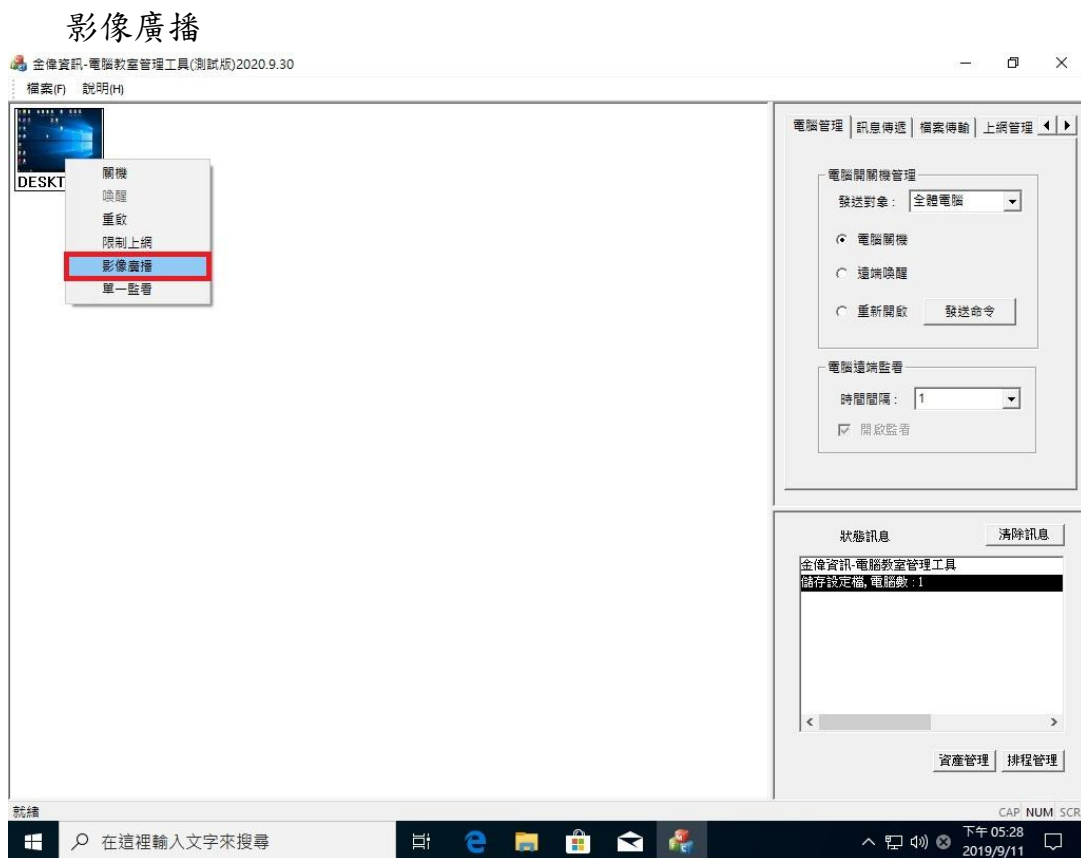 影像廣播
金偉資訊-電腦教室管理工具(測試版)2020.9.30
檔案(F) 說明(H)
DESKT
關機
喚醒
重啟
限制上網
影像廣播
單一監看
電腦管理 訊息傳遞 檔案傳輸 上網管理
電腦開關機管理
發送對象： 全體電腦
電腦關機
遠端喚醒
重新開啟 發送命令
電腦遠端監看
時間間隔： 1
開啟監看
狀態訊息 清除訊息
金偉資訊-電腦教室管理工具
儲存設定檔, 電腦數 : 1
資產管理 排程管理
就緒 CAP NUM SCR
在這裡輸入文字來搜尋
下午 05:28
2019/9/11